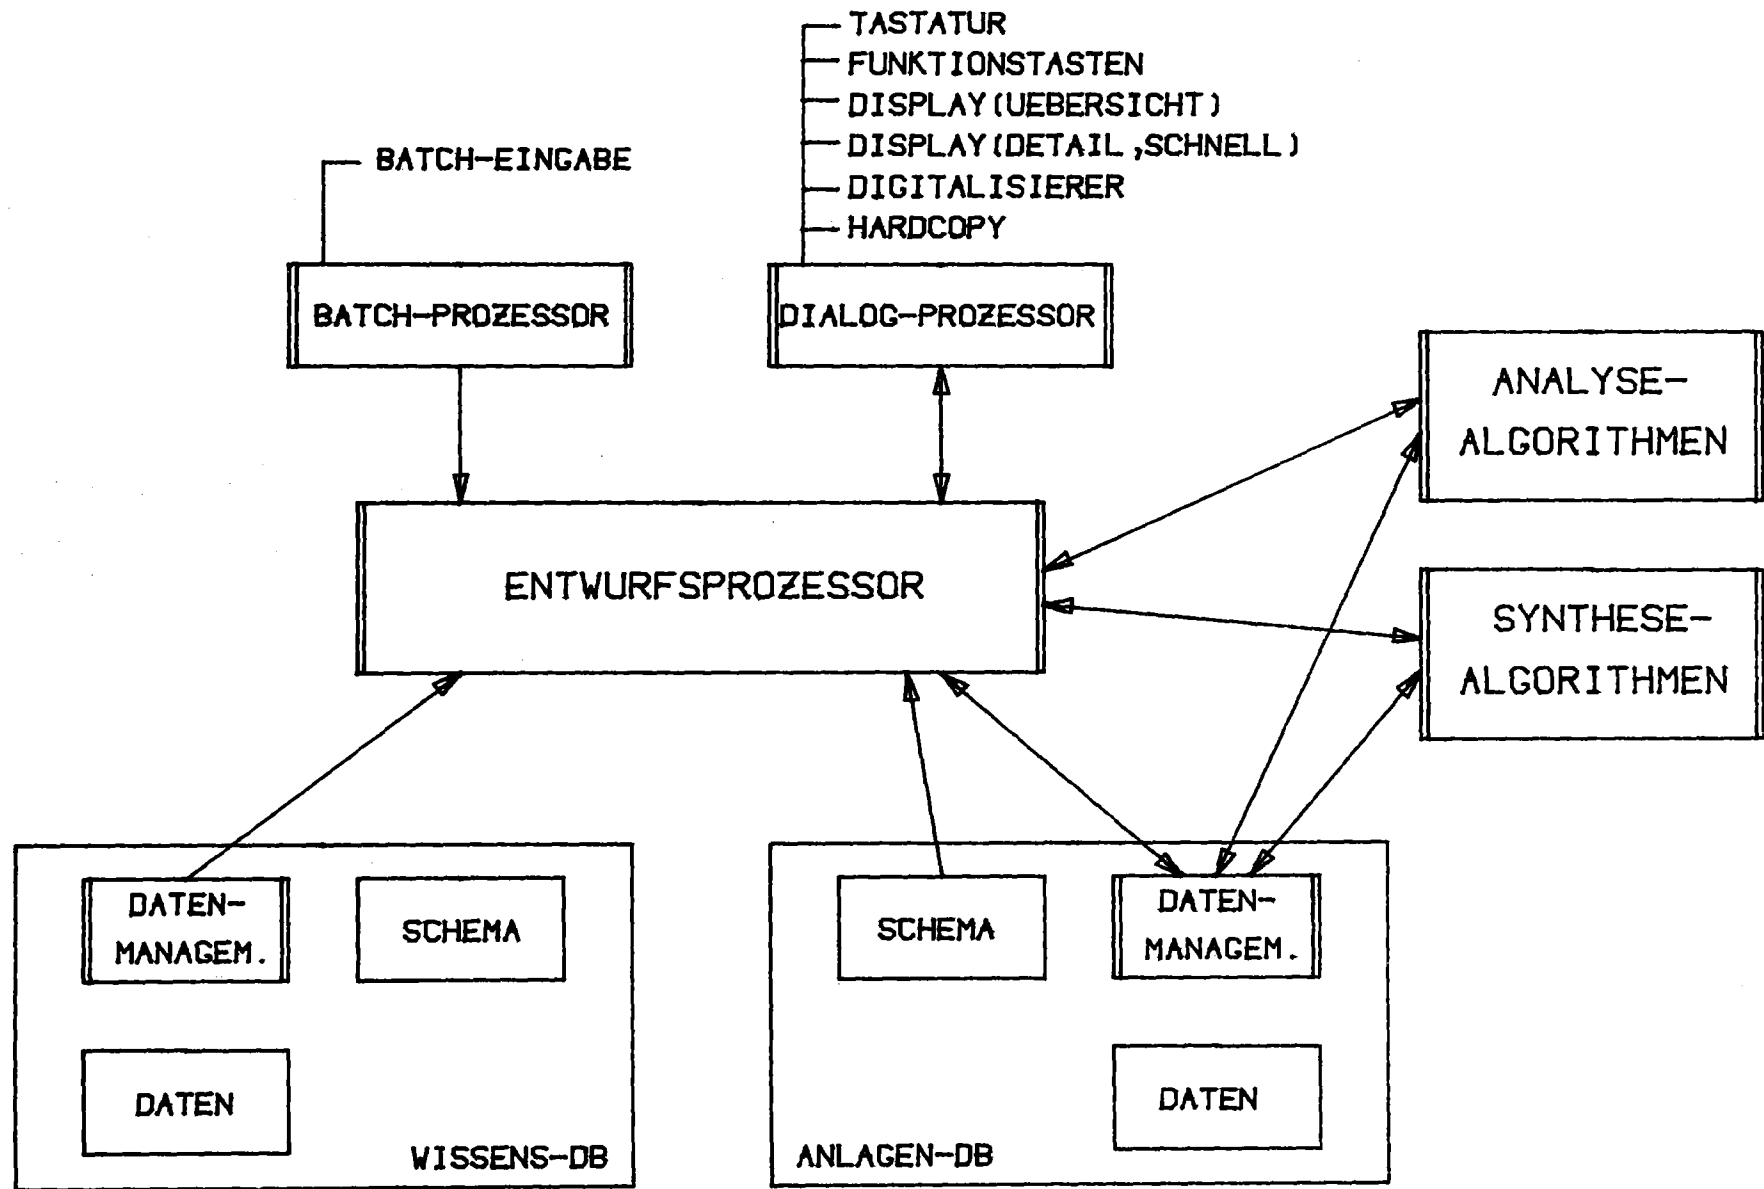 TASTATUR
FUNKTIONSTASTEN
DISPLAY(UEBERSICHT)
DISPLAY(DETAIL,SCHNELL)
DIGITALISIERER
HARDCOPY
BATCH-EINGABE
BATCH-PROZESSOR
DIALOG-PROZESSOR
ANALYSE-
ALGORITHMEN
ENTWURFSPROZESSOR
SYNTHESE-
ALGORITHMEN
DATEN-
MANAGEM.
SCHEMA
DATEN
WISSENS-DB
SCHEMA
DATEN-
MANAGEM.
DATEN
ANLAGEN-DB